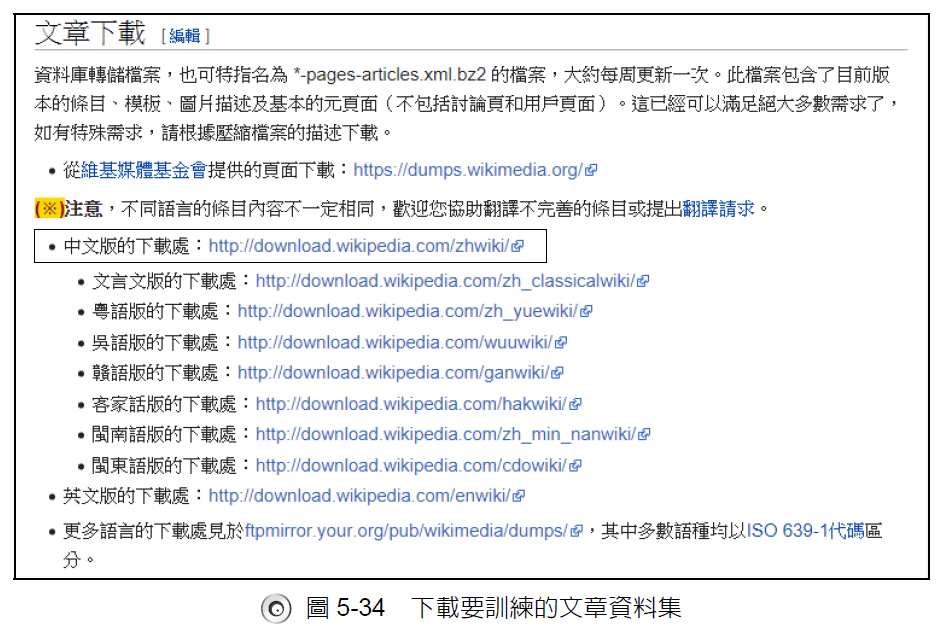 文章下載 [編輯]
資料庫轉儲檔案，也可特指名為 *-pages-articles.xml.bz2 的檔案，大約每周更新一次。此檔案包含了目前版
本的條目、模板、圖片描述及基本的元頁面（不包括討論頁和用戶頁面）。這已經可以滿足絕大多數需求了，
如有特殊需求，請根據壓縮檔案的描述下載。
• 從維基媒體基金會提供的頁面下載：https://dumps.wikimedia.org/
(※)注意，不同語言的條目內容不一定相同，歡迎您協助翻譯不完善的條目或提出翻譯請求。
• 中文版的下載處：http://download.wikipedia.com/zhwiki/
• 文言文版的下載處：http://download.wikipedia.com/zh_classicalwiki/
• 粵語版的下載處：http://download.wikipedia.com/zh_yuewiki/
• 吳語版的下載處：http://download.wikipedia.com/wuuwiki/
• 贛語版的下載處：http://download.wikipedia.com/ganwiki/
• 客家話版的下載處：http://download.wikipedia.com/hakwiki/
• 閩南語版的下載處：http://download.wikipedia.com/zh_min_nanwiki/
• 閩東語版的下載處：http://download.wikipedia.com/cdowiki/
• 英文版的下載處：http://download.wikipedia.com/enwiki/
• 更多語言的下載處見於ftpmirror.your.org/pub/wikimedia/dumps/，其中多數語種均以ISO 639-1代碼區
分。
圖 5-34 下載要訓練的文章資料集